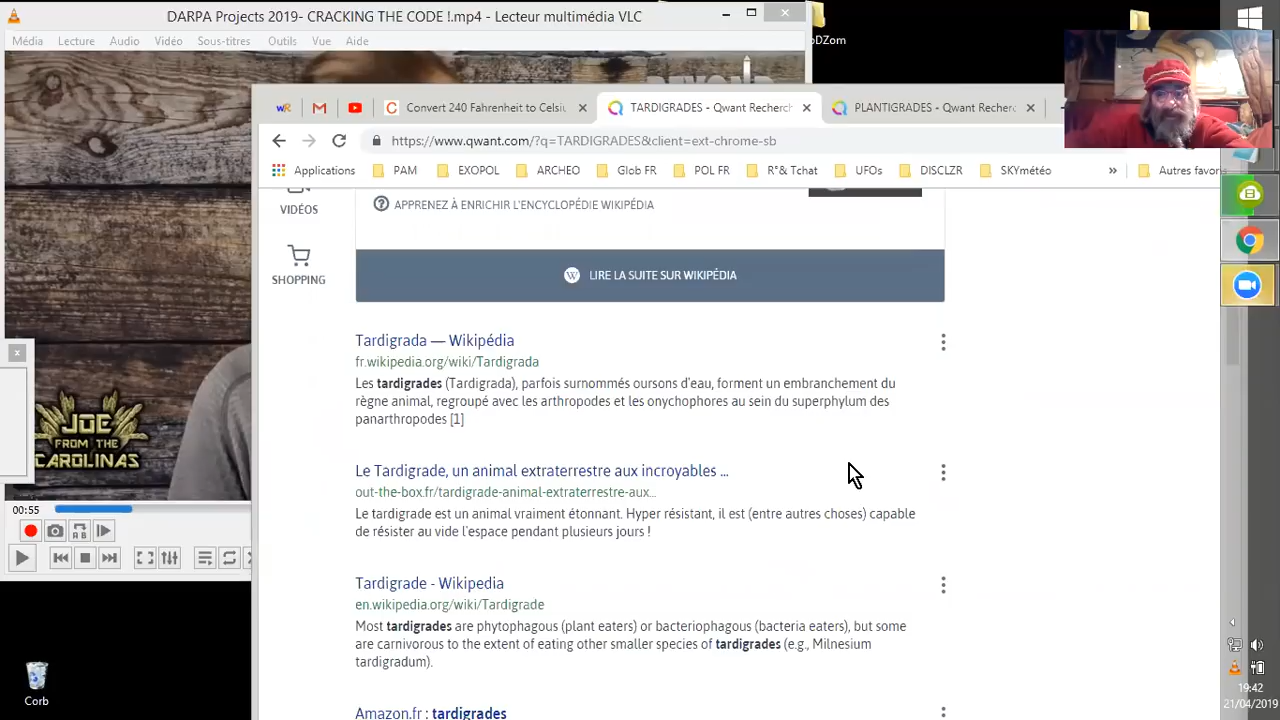 DARPA Projects 2019- CRACKING THE CODE !.mp4 - Lecteur multimédia VLC
Média Lecture Audio Vidéo Sous-titres Outils Vue Aide
Convert 240 Fahrenheit to Celsiu
TARDIGRADES - Qwant Recherch
PLANTIGRADES - Qwant Recherc
https://www.qwant.com/?q=TARDIGRADES&client=ext-chrome-sb
Applications PAM EXOPOL ARCHEO Glob FR POL FR R°& Tchat UFOs DISCLZR SKYmétéo » Autres favor
VIDÉOS
SHOPPING
APPRENEZ À ENRICHIR L'ENCYCLOPÉDIE WIKIPÉDIA
W LIRE LA SUITE SUR WIKIPÉDIA
Tardigrada — Wikipédia
fr.wikipedia.org/wiki/Tardigrada
Les tardigrades (Tardigrada), parfois surnommés oursons d'eau, forment un embranchement du
règne animal, regroupé avec les arthropodes et les onychophores au sein du superphylum des
panarthropodes [1]
Le Tardigrade, un animal extraterrestre aux incroyables ...
out-the-box.fr/tardigrade-animal-extraterrestre-aux...
Le tardigrade est un animal vraiment étonnant. Hyper résistant, il est (entre autres choses) capable
de résister au vide l'espace pendant plusieurs jours !
Tardigrade - Wikipedia
en.wikipedia.org/wiki/Tardigrade
Most tardigrades are phytophagous (plant eaters) or bacteriophagous (bacteria eaters), but some
are carnivorous to the extent of eating other smaller species of tardigrades (e.g., Milnesium
tardigradum).
Amazon.fr : tardigrades
JOE
FROM THE
CAROLINAS
00:55
Corb
oDZom
19:42
21/04/2019